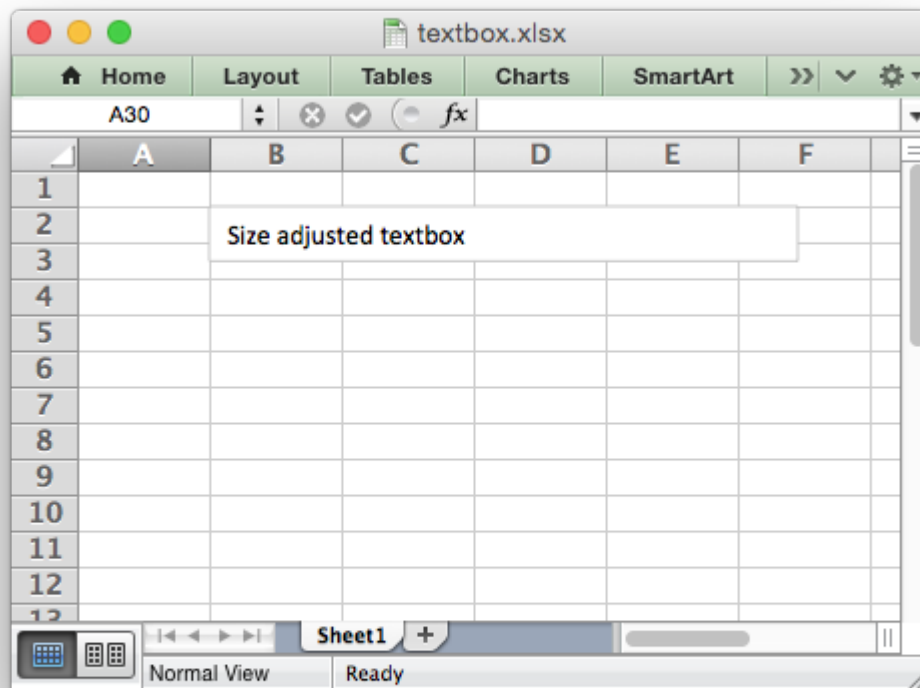 textbox.xlsx
Home Layout Tables Charts SmartArt
A30 fx
A B C D E F
1
2
Size adjusted textbox
3
4
5
6
7
8
9
10
11
12
13
Sheet1 +
Normal View Ready